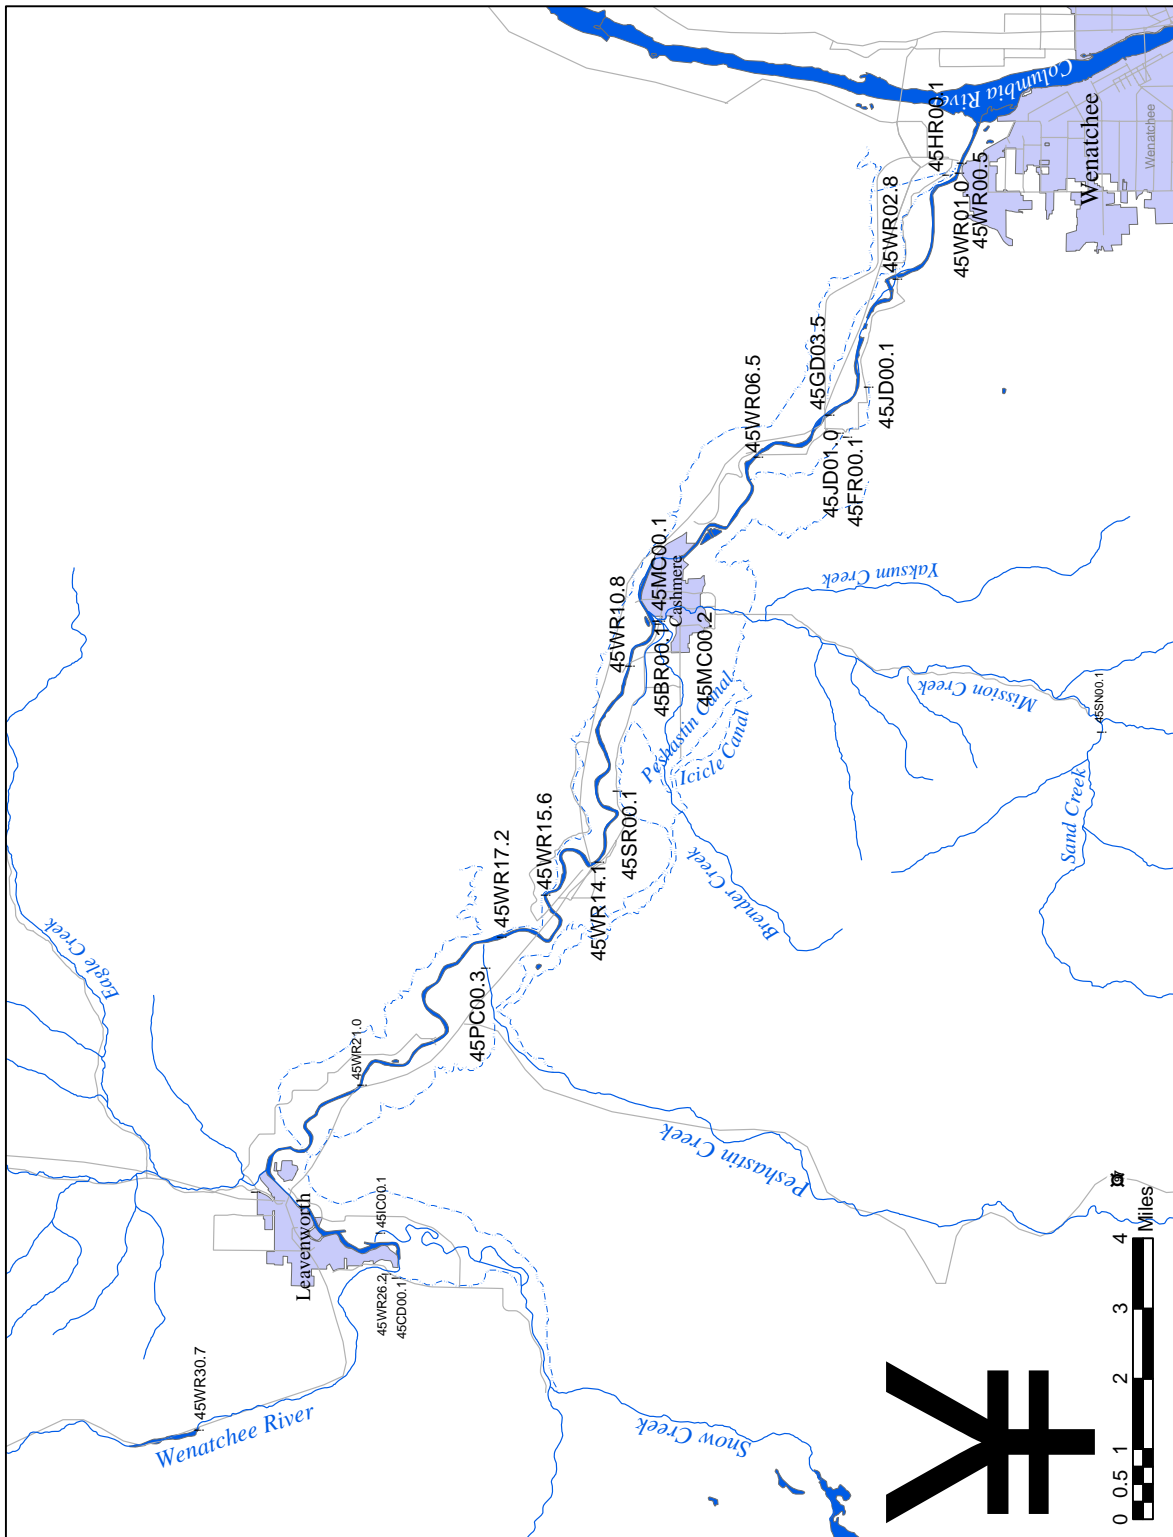 Columbia River
Wenatchee
Wenatchee
45HR00.1
45WR01.0
45WR00.5
45WR02.8
45GD03.5
45JD00.1
45JD01.0
45FR00.1
45WR06.5
45MC00.1
Cashmere
45WR10.8
45BR00.1
45MC00.2
Yaksum Creek
Mission Creek
45SN00.1
Sand Creek
Peshastin Canal
Icicle Canal
Brender Creek
45SR00.1
45WR14.1
45WR15.6
45WR17.2
45PC00.3
Eagle Creek
45WR21.0
Peshastin Creek
Leavenworth
45IC00.1
45WR26.2
45CD00.1
45WR30.7
Wenatchee River
Snow Creek
¥
0 0.5 1 2 3 4
Miles